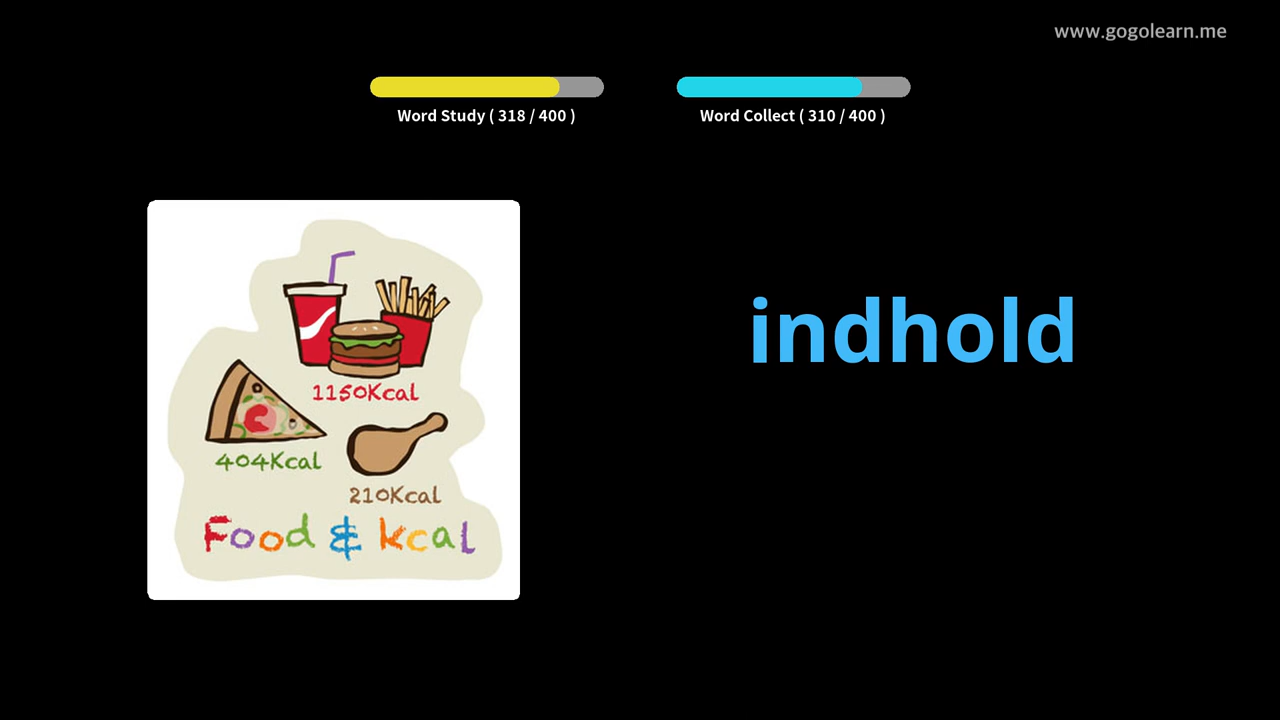 www.gogolearn.me
Word Study ( 318 / 400 )
Word Collect ( 310 / 400 )
indhold
1150Kcal
404Kcal
210Kcal
Food & kcal